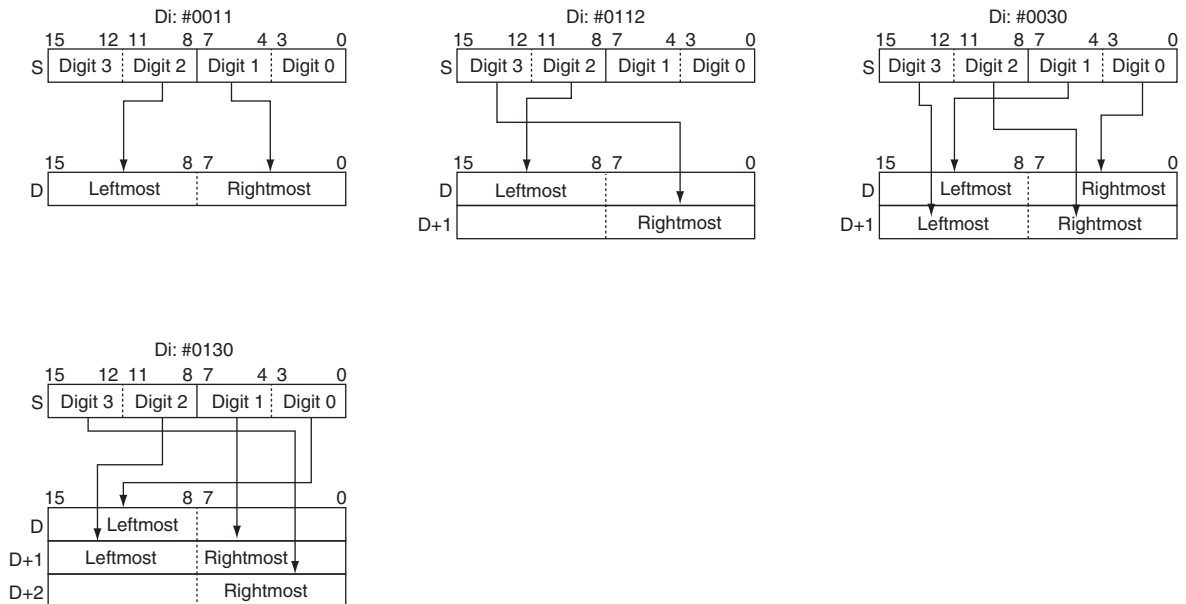 Di: #0011
15 12 11 8 7 4 3 0
S Digit 3 Digit 2 Digit 1 Digit 0
15 8 7 0
D Leftmost Rightmost
Di: #0112
15 12 11 8 7 4 3 0
S Digit 3 Digit 2 Digit 1 Digit 0
15 8 7 0
D Leftmost
D+1 Rightmost
Di: #0030
15 12 11 8 7 4 3 0
S Digit 3 Digit 2 Digit 1 Digit 0
15 8 7 0
D Leftmost Rightmost
D+1 Leftmost Rightmost
Di: #0130
15 12 11 8 7 4 3 0
S Digit 3 Digit 2 Digit 1 Digit 0
15 8 7 0
D Leftmost
D+1 Leftmost Rightmost
D+2 Rightmost